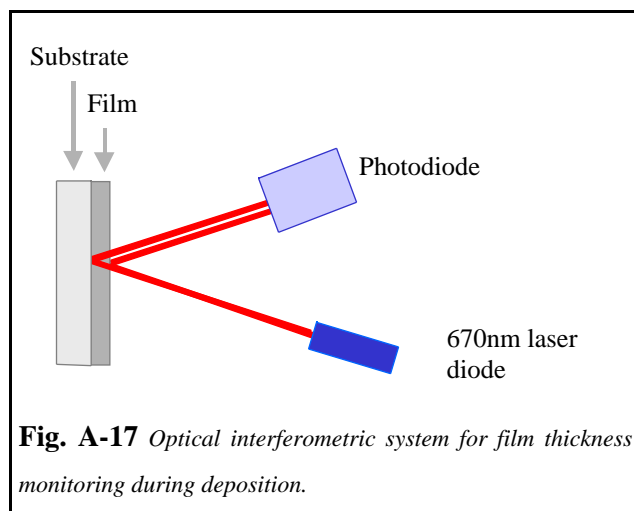 Substrate
Film
Photodiode
670nm laser
diode
Fig. A-17 Optical interferometric system for film thickness
monitoring during deposition.